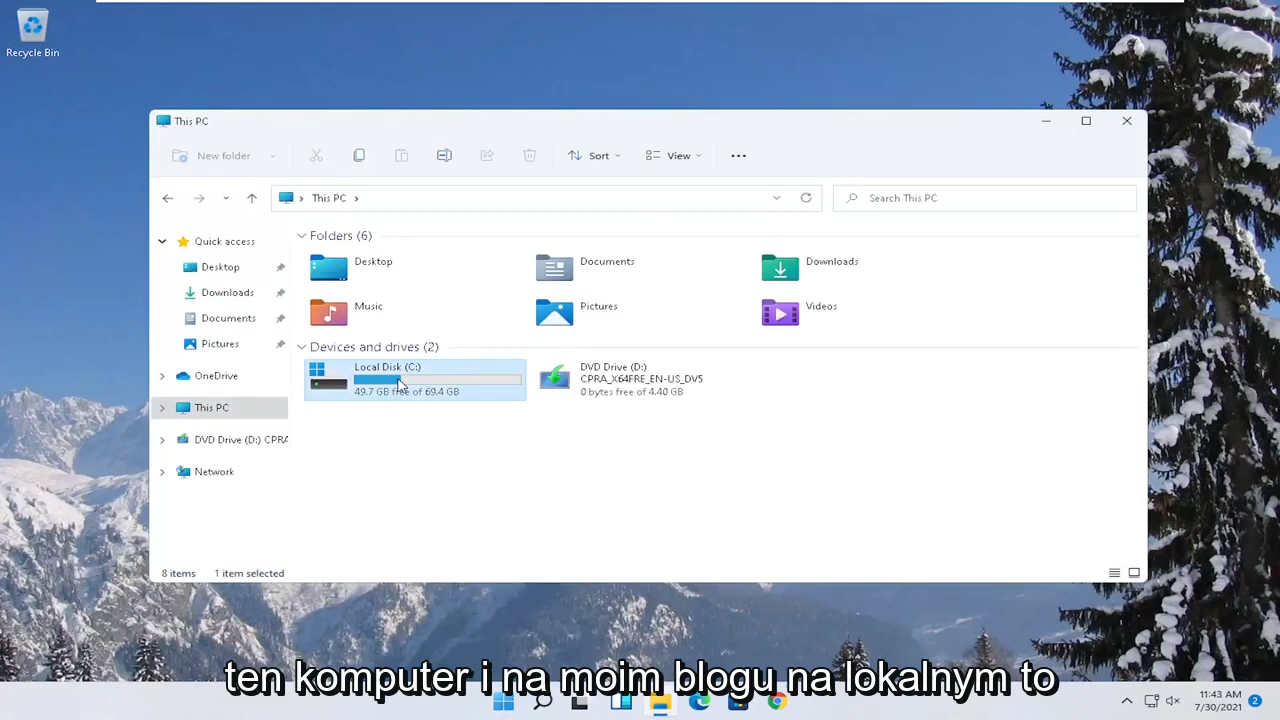 Recycle Bin
This PC
New folder
Sort
View
This PC
Search This PC
Quick access
Desktop
Downloads
Documents
Pictures
OneDrive
This PC
DVD Drive (D:) CPRA
Network
Folders (6)
Desktop
Documents
Downloads
Music
Pictures
Videos
Devices and drives (2)
Local Disk (C:)
49.7 GB free of 69.4 GB
DVD Drive (D:)
CPRA_X64FRE_EN-US_DV5
0 bytes free of 4.40 GB
8 items 1 item selected
ten komputer i na moim blogu na lokalnym to
11:43 AM
7/30/2021
2